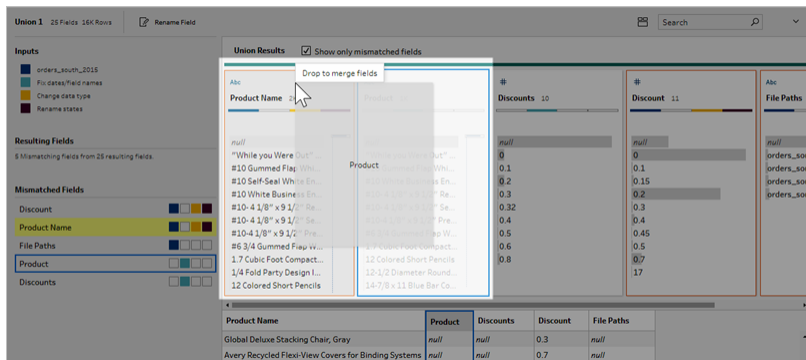 Union 1 25 Fields 16K Rows Rename Field Search
Inputs
orders_south_2015
Fix dates/field names
Change data type
Rename states
Resulting Fields
5 Mismatching fields from 25 resulting fields.
Mismatched Fields
Discount
Product Name
File Paths
Product
Discounts
Union Results Show only mismatched fields
Drop to merge fields
Abc
Product Name
null
"While you Were Out" ...
#10 Gummed Flap Whi...
#10 Self-Seal White En...
#10 White Business En...
#10- 4 1/8" x 9 1/2" Re...
#10- 4 1/8" x 9 1/2" Se...
#10-4 1/8" x 9 1/2" Pre...
#6 3/4 Gummed Flap W...
1.7 Cubic Foot Compact...
1/4 Fold Party Design I...
12 Colored Short Pencils
Product
1.7 Cubic Foot Compact...
12 Colored Short Pencils
12-1/2 Diameter Round...
14-7/8 x 11 Blue Bar Co...
#
Discounts 10
null
0
0.1
0.2
0.3
0.32
0.4
0.5
0.6
0.8
#
Discount 11
null
0
0.1
0.15
0.2
0.3
0.4
0.45
0.5
0.7
17
Abc
File Paths
null
orders_sou
orders_sou
orders_sou
orders_sou
Product Name Product Discounts Discount File Paths
Global Deluxe Stacking Chair, Gray null null 0.3 null
Avery Recycled Flexi-View Covers for Binding Systems null null 0.7 null